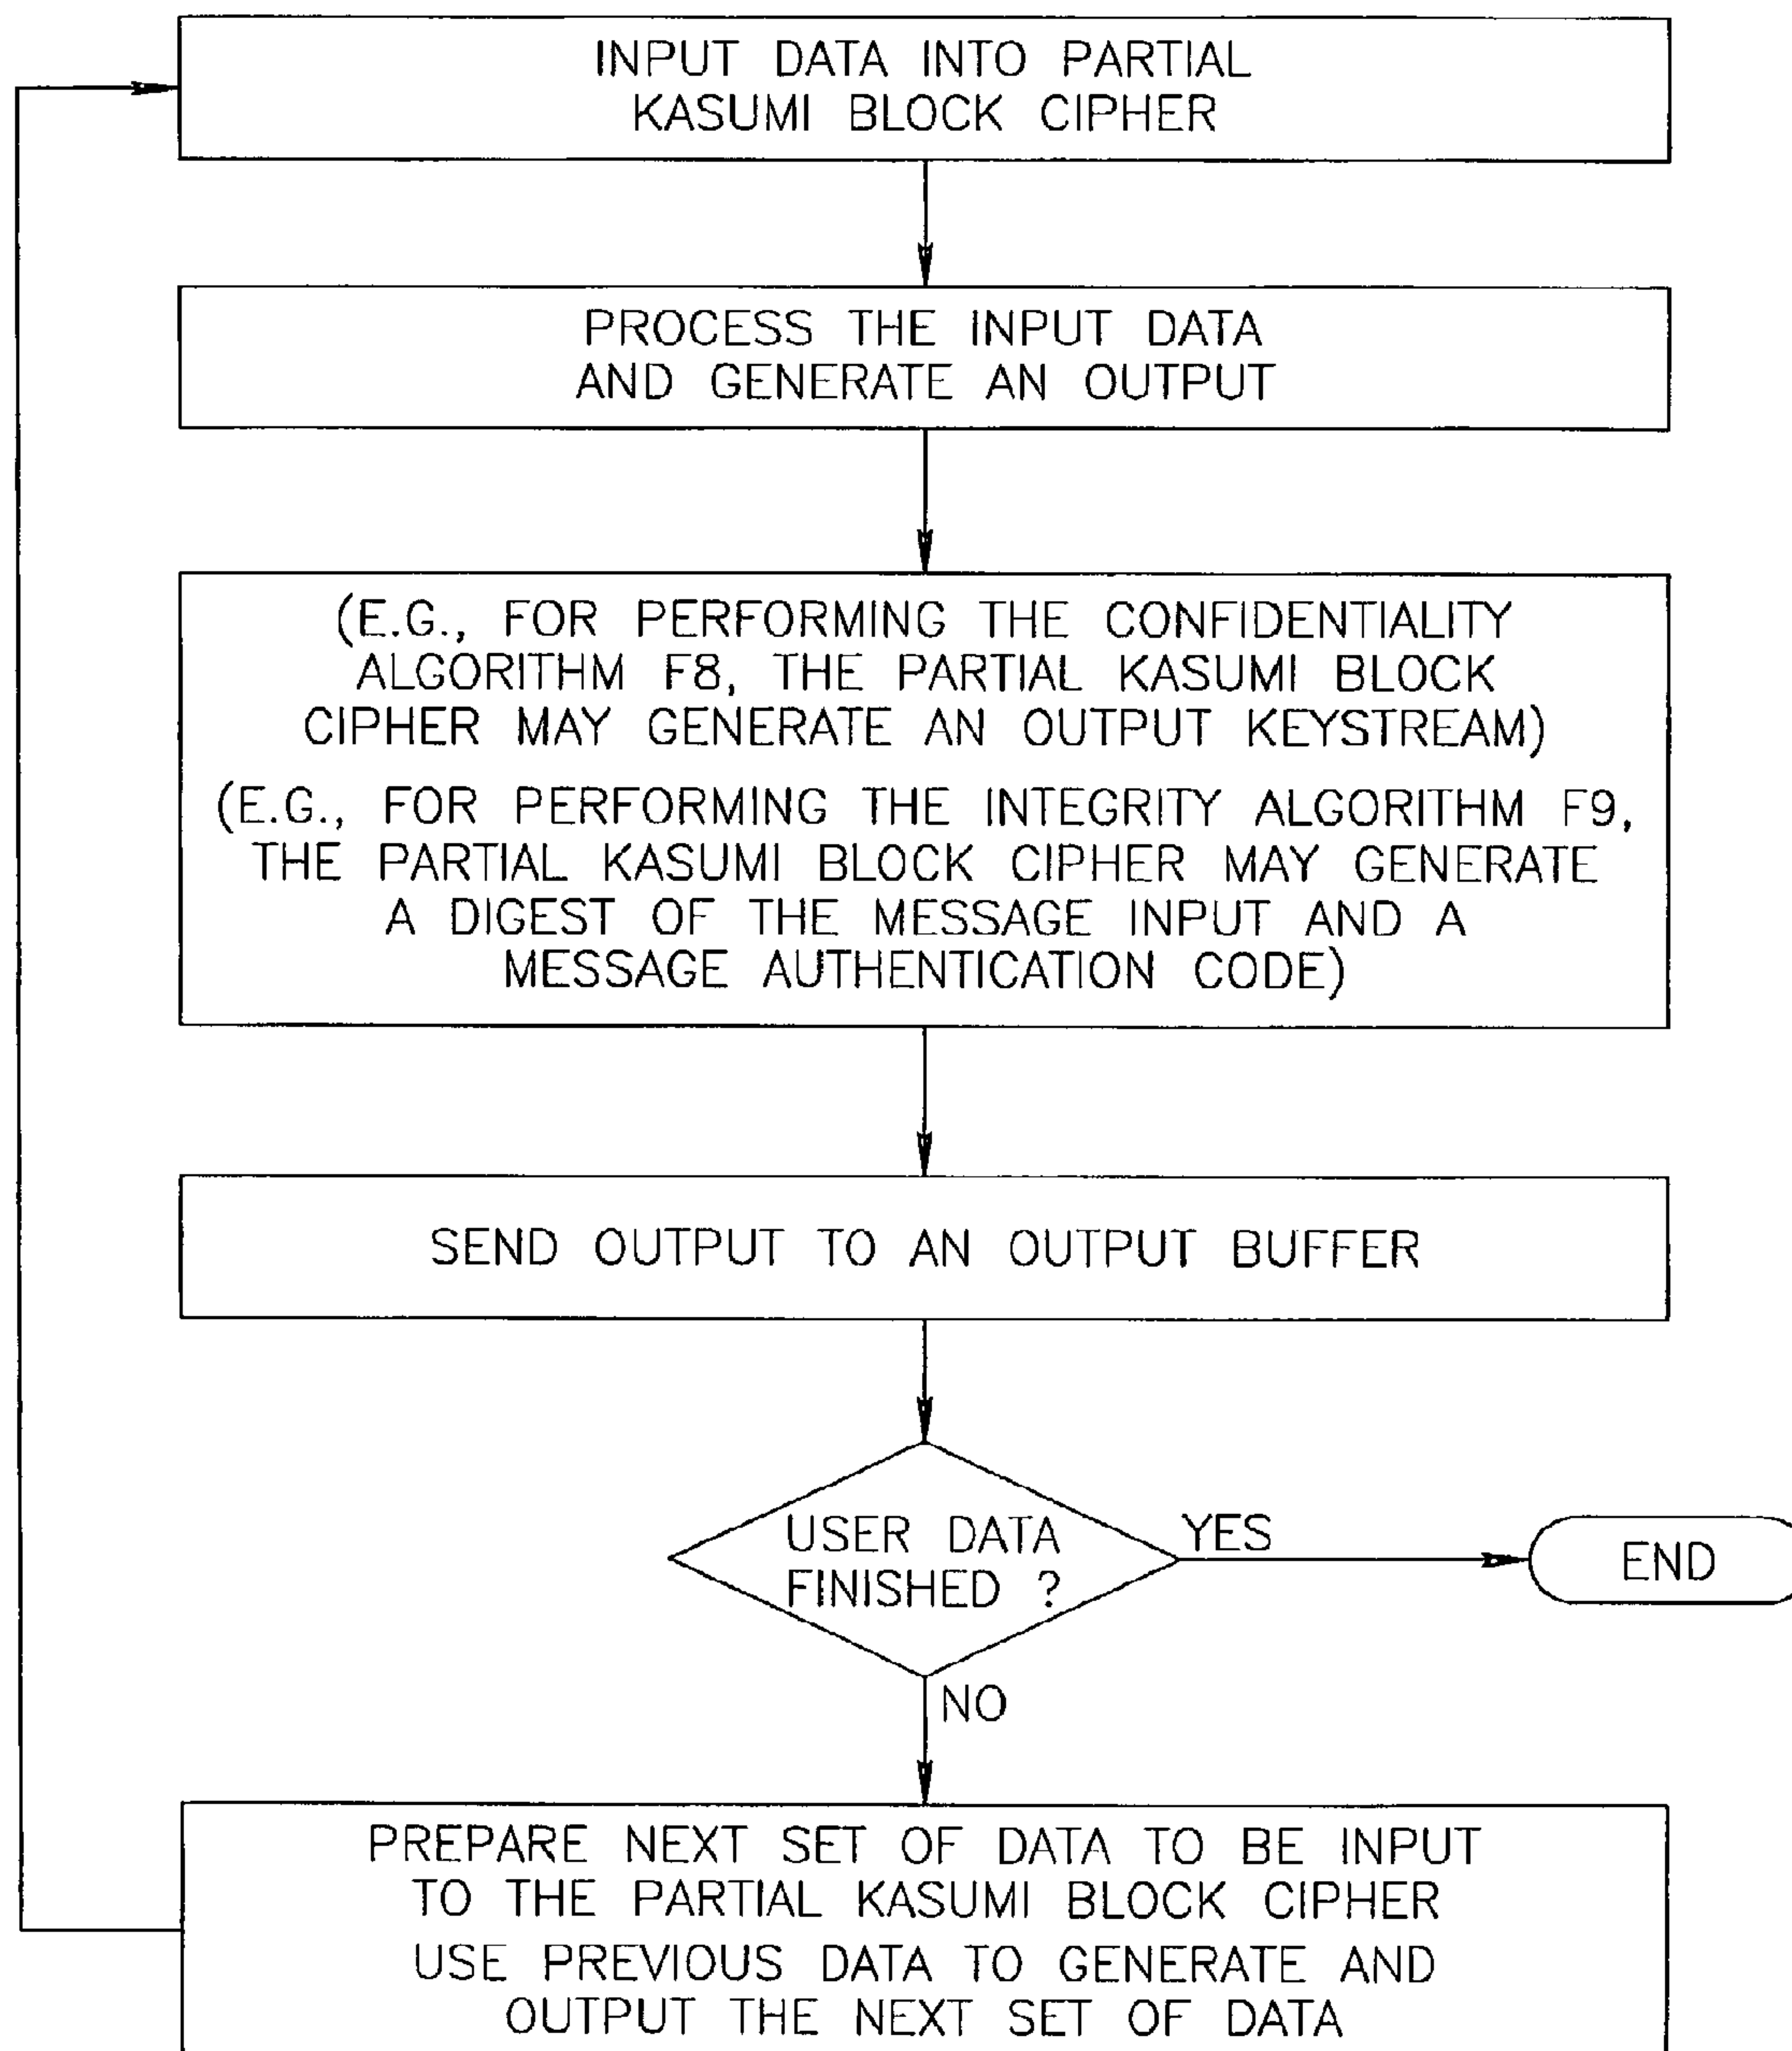 INPUT DATA INTO PARTIAL
KASUMI BLOCK CIPHER
PROCESS THE INPUT DATA
AND GENERATE AN OUTPUT
(E.G., FOR PERFORMING THE CONFIDENTIALITY
ALGORITHM F8, THE PARTIAL KASUMI BLOCK
CIPHER MAY GENERATE AN OUTPUT KEYSTREAM)
(E.G., FOR PERFORMING THE INTEGRITY ALGORITHM F9,
THE PARTIAL KASUMI BLOCK CIPHER MAY GENERATE
A DIGEST OF THE MESSAGE INPUT AND A
MESSAGE AUTHENTICATION CODE)
SEND OUTPUT TO AN OUTPUT BUFFER
USER DATA
FINISHED ?
YES
END
NO
PREPARE NEXT SET OF DATA TO BE INPUT
TO THE PARTIAL KASUMI BLOCK CIPHER
USE PREVIOUS DATA TO GENERATE AND
OUTPUT THE NEXT SET OF DATA